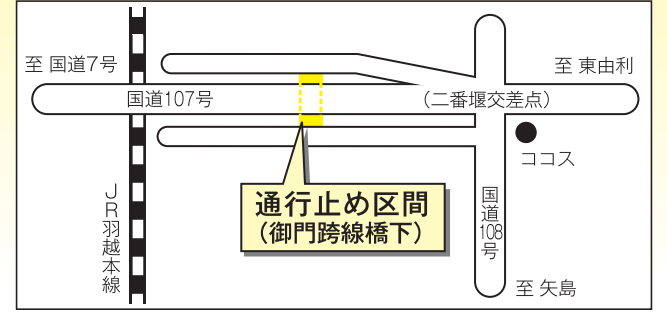 至 国道7号
至 東由利
国道107号
(二番堰交差点)
ココス
JR羽越本線
通行止め区間
(御門跨線橋下)
国道108号
至 矢島